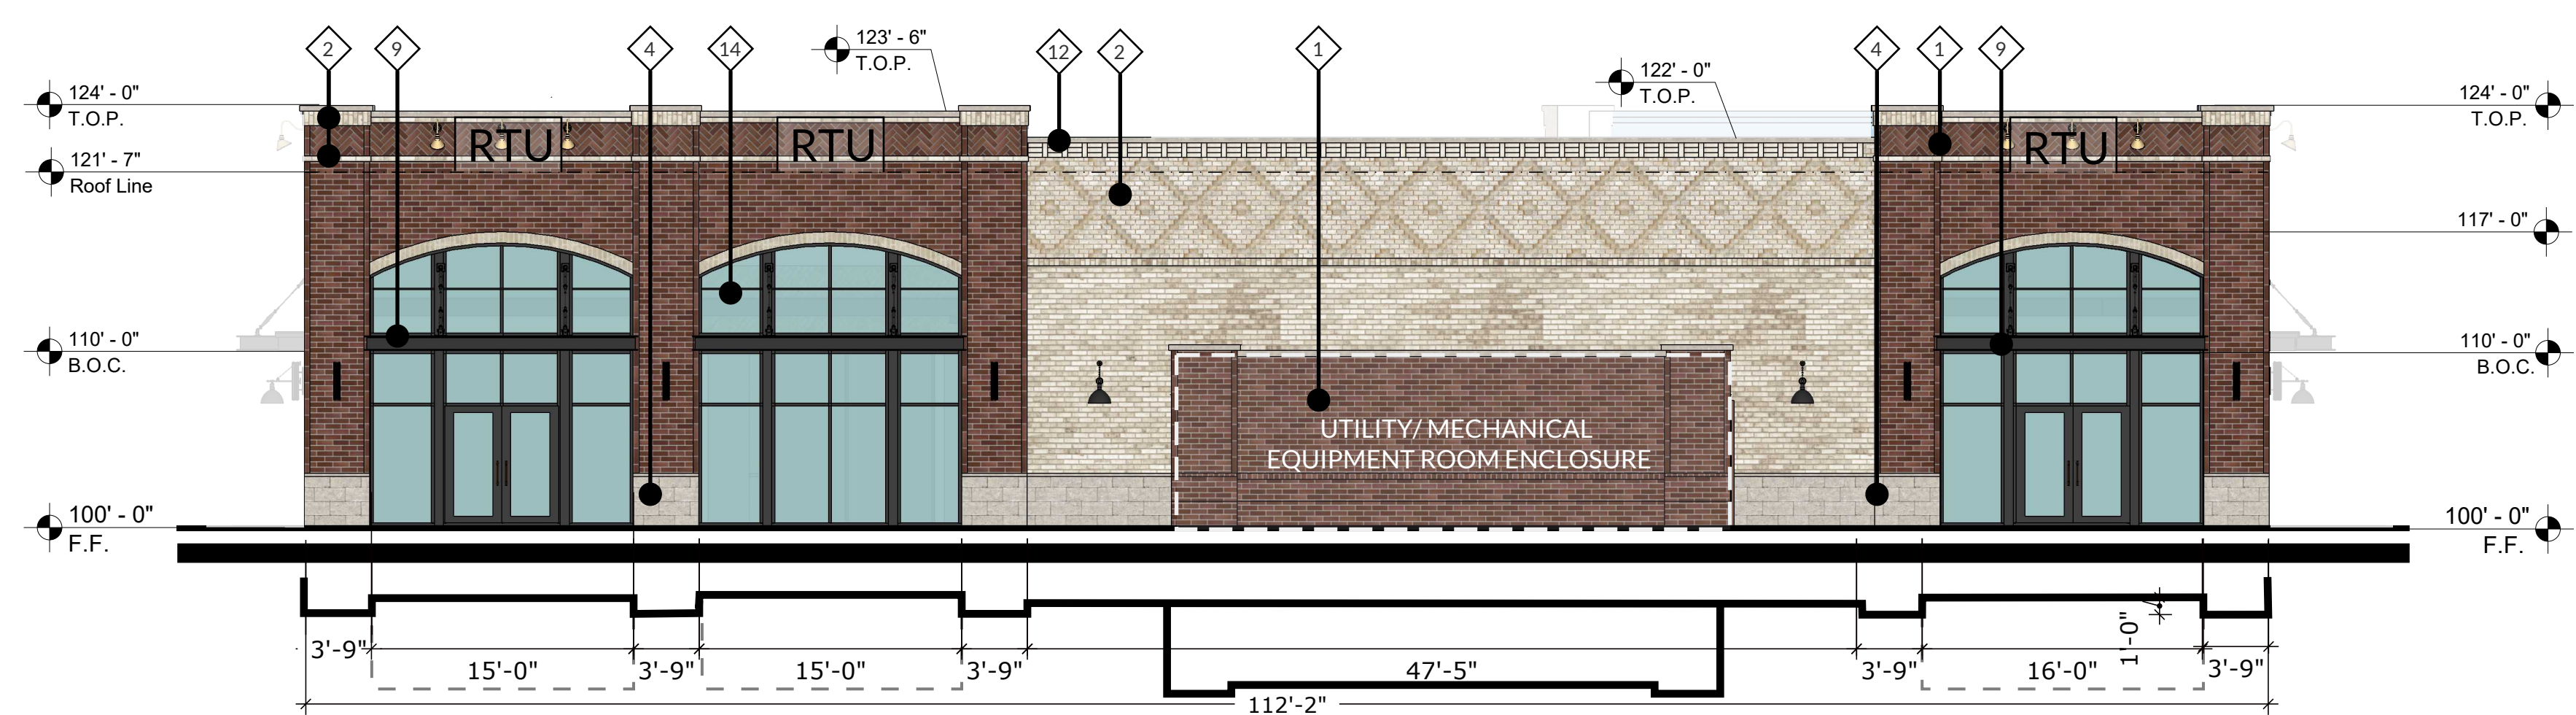 2
9
4
14
123' - 6"
T.O.P.
12
2
1
122' - 0"
T.O.P.
4
1
9
124' - 0"
T.O.P.
124' - 0"
T.O.P.
RTU
RTU
RTU
121' - 7"
Roof Line
117' - 0"
110' - 0"
B.O.C.
110' - 0"
B.O.C.
UTILITY/ MECHANICAL
EQUIPMENT ROOM ENCLOSURE
100' - 0"
F.F.
100' - 0"
F.F.
3'-9"
15'-0"
3'-9"
15'-0"
3'-9"
47'-5"
3'-9"
16'-0"
1'-0"
3'-9"
112'-2"